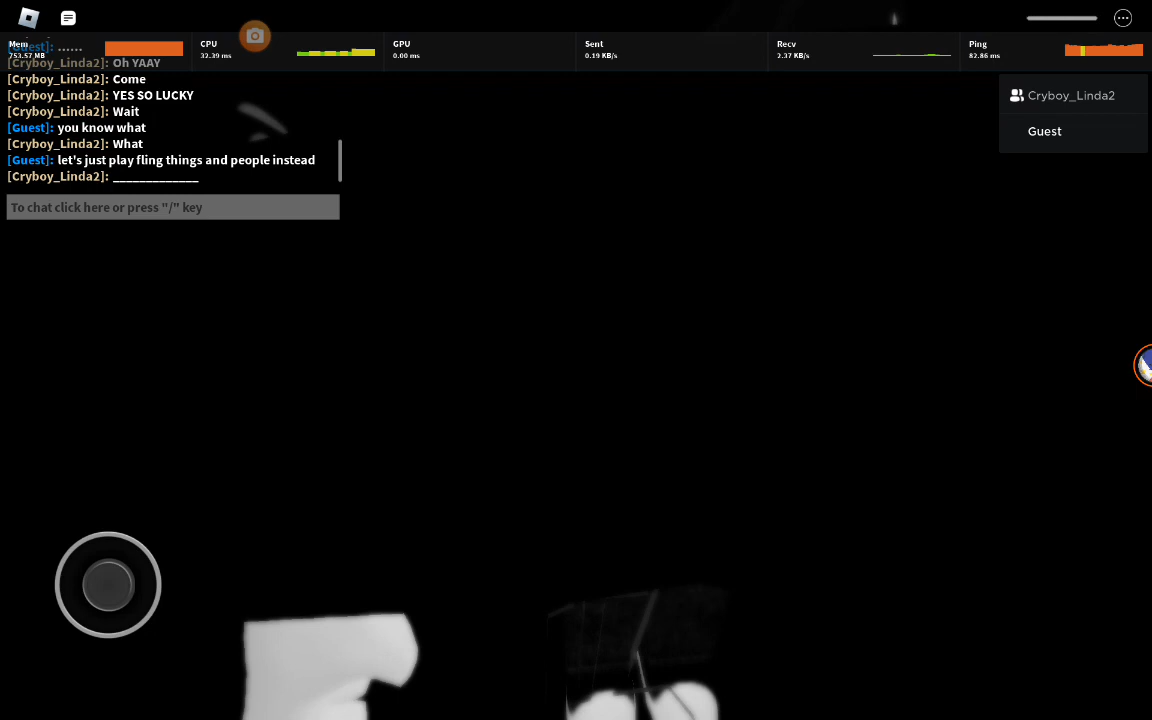 Mem
753.57 MB
CPU
32.39 ms
GPU
0.00 ms
Sent
0.19 KB/s
Recv
2.37 KB/s
Ping
82.86 ms
[Guest]: ......
[Cryboy_Linda2]: Oh YAAY
[Cryboy_Linda2]: Come
[Cryboy_Linda2]: YES SO LUCKY
[Cryboy_Linda2]: Wait
[Guest]: you know what
[Cryboy_Linda2]: What
[Guest]: let's just play fling things and people instead
[Cryboy_Linda2]: _____________
To chat click here or press "/" key
Cryboy_Linda2
Guest